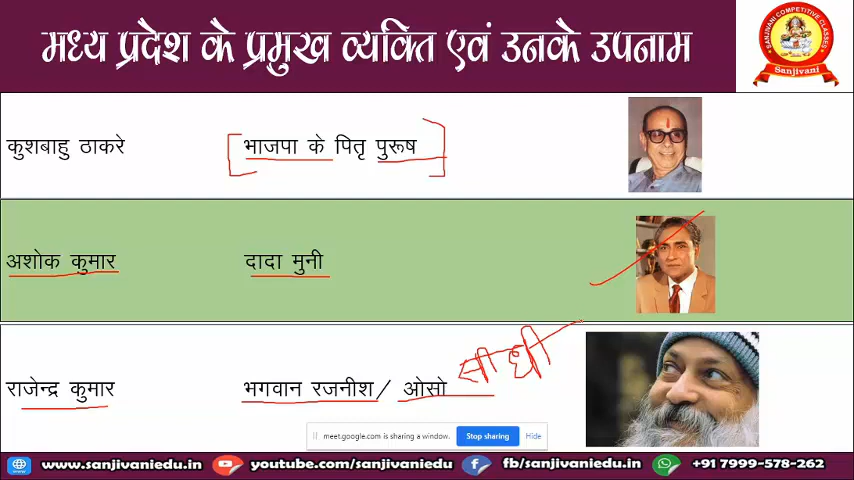 मध्य प्रदेश के प्रमुख व्यक्ति एवं उनके उपनाम
SANJIVANI COMPETITIVE CLASSES
Sanjivani
कुशबाहु ठाकरे भाजपा के पितृ पुरूष
अशोक कुमार दादा मुनी
साधी
राजेन्द्र कुमार भगवान रजनीश/ ओसो
meet.google.com is sharing a window. Stop sharing Hide
www.sanjivaniedu.in youtube.com/sanjivaniedu fb/sanjivaniedu.in +91 7999-578-262